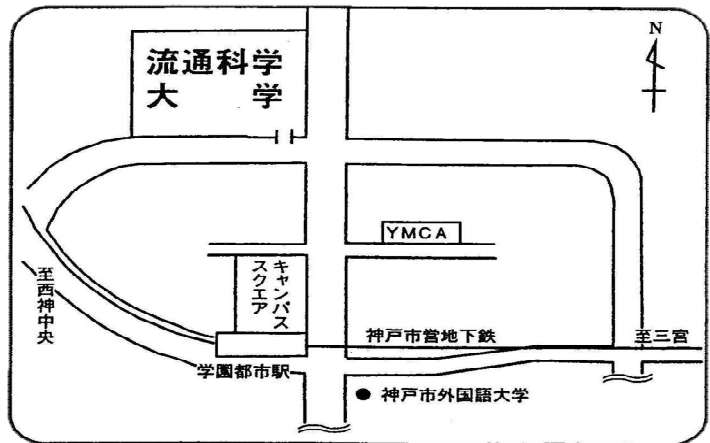 流通科学
大学
N
YMCA
キャンパス
スクエア
至西神中央
神戸市営地下鉄
至三宮
学園都市駅
神戸市外国語大学